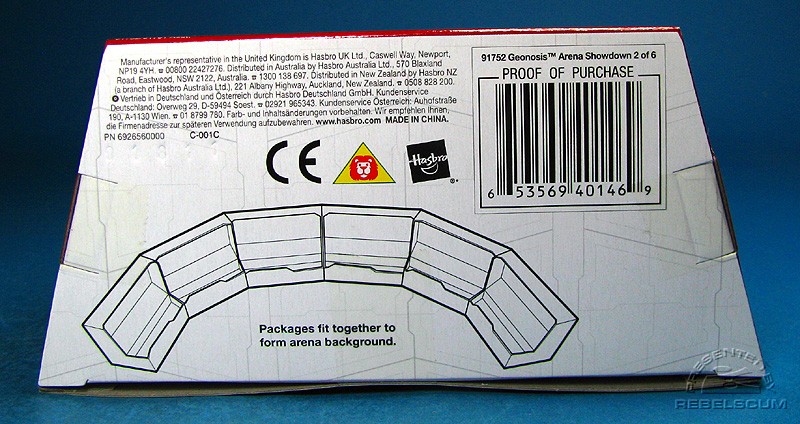 Manufacturer's representative in the United Kingdom is Hasbro UK Ltd., Caswell Way, Newport,
NP19 4YH. ☎ 00800 22427276. Distributed in Australia by Hasbro Australia Ltd., 570 Blaxland
Road, Eastwood, NSW 2122, Australia. ☎ 1300 138 697. Distributed in New Zealand by Hasbro NZ
(a branch of Hasbro Australia Ltd.), 221 Albany Highway, Auckland, New Zealand. ☎ 0508 828 200.
Vertrieb in Deutschland und Österreich durch Hasbro Deutschland GmbH. Kundenservice
Deutschland: Overweg 29, D-59494 Soest. ☎ 02921 965343. Kundenservice Österreich: Auhofstraße
190, A-1130 Wien. ☎ 01 8799 760. Farb- und Inhaltsänderungen vorbehalten. Wir empfehlen Ihnen,
die Firmenadresse zur späteren Verwendung aufzubewahren. www.hasbro.com MADE IN CHINA.
PN 6926560000 C-001C
91752 Geonosis™ Arena Showdown 2 of 6
PROOF OF PURCHASE
6 53569 40146 9
CE
Hasbro
®.
Packages fit together to
form arena background.
PRESENTED BY
REBELSCUM